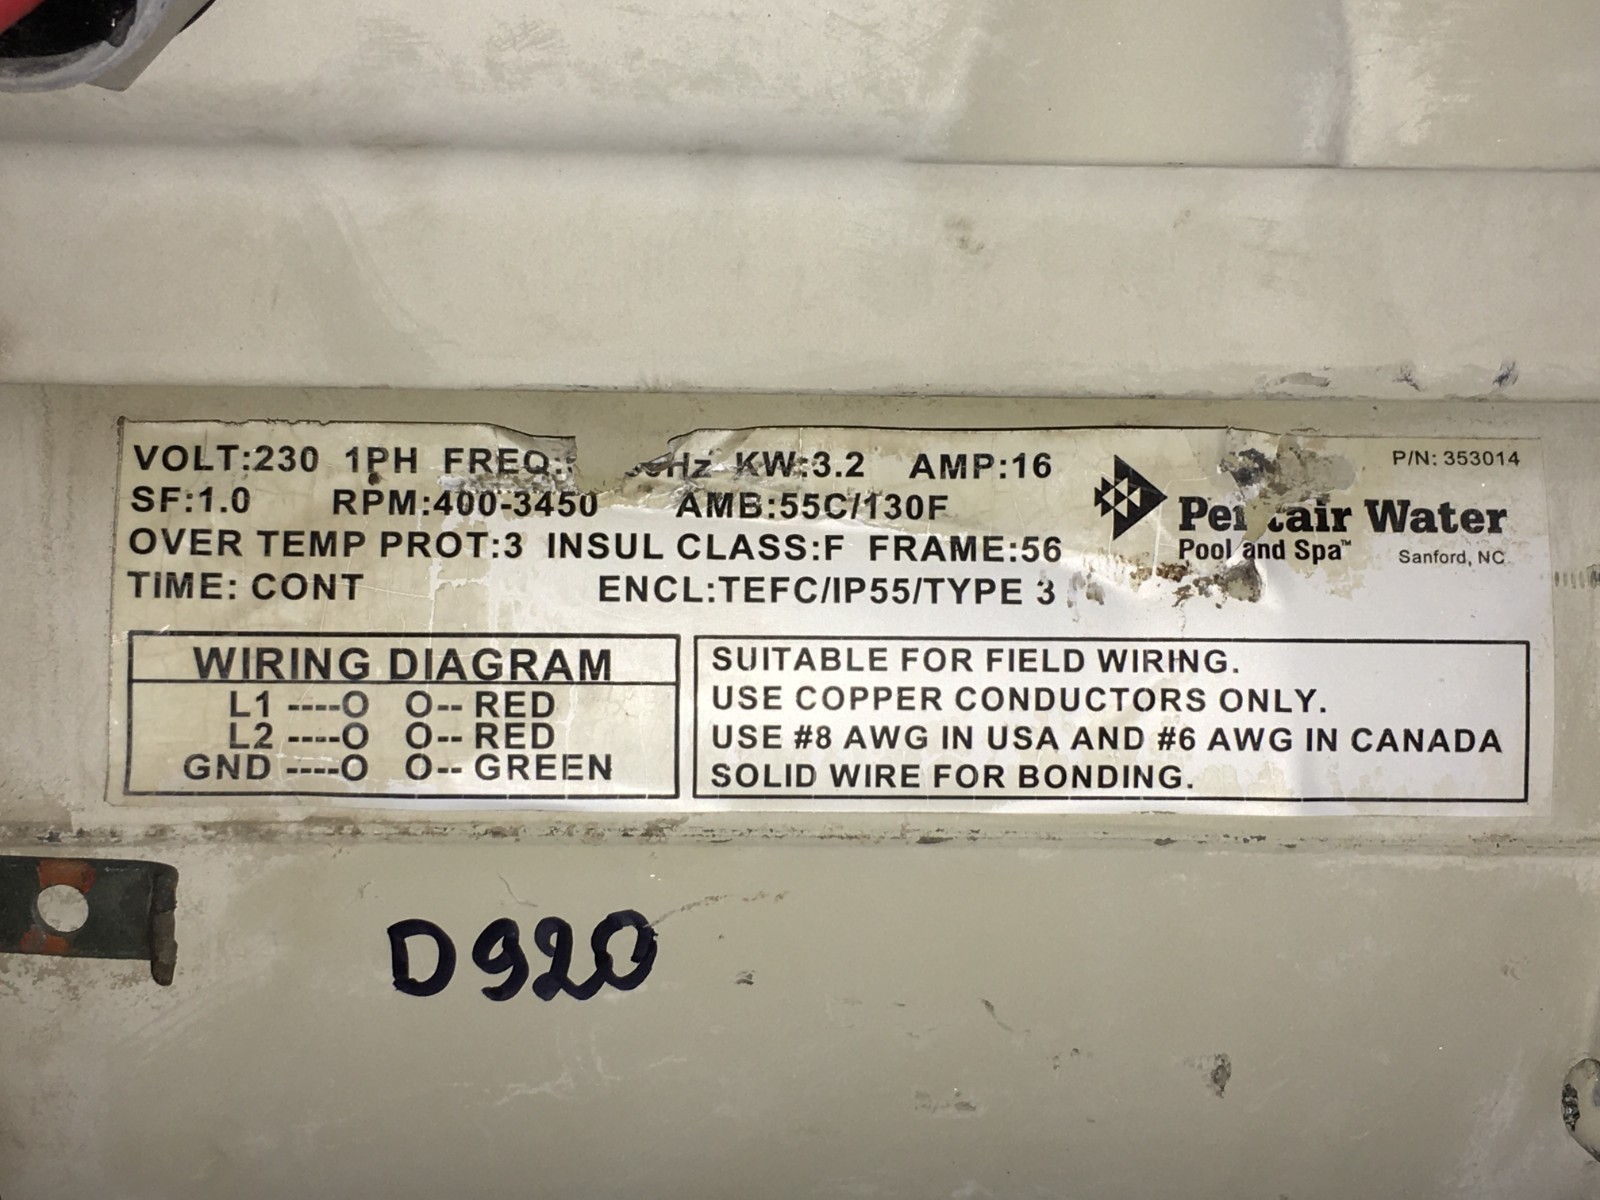 VOLT:230 1PH FREQ: Hz KW:3.2 AMP:16
SF:1.0 RPM:400-3450 AMB:55C/130F
OVER TEMP PROT:3 INSUL CLASS:F FRAME:56
TIME: CONT ENCL:TEFC/IP55/TYPE 3
P/N: 353014
Water
Pool and Spa™ Sanford, NC
WIRING DIAGRAM
L1 ----O O-- RED
L2 ----O O-- RED
GND ----O O-- GREEN
SUITABLE FOR FIELD WIRING.
USE COPPER CONDUCTORS ONLY.
USE #8 AWG IN USA AND #6 AWG IN CANADA
SOLID WIRE FOR BONDING.
D920